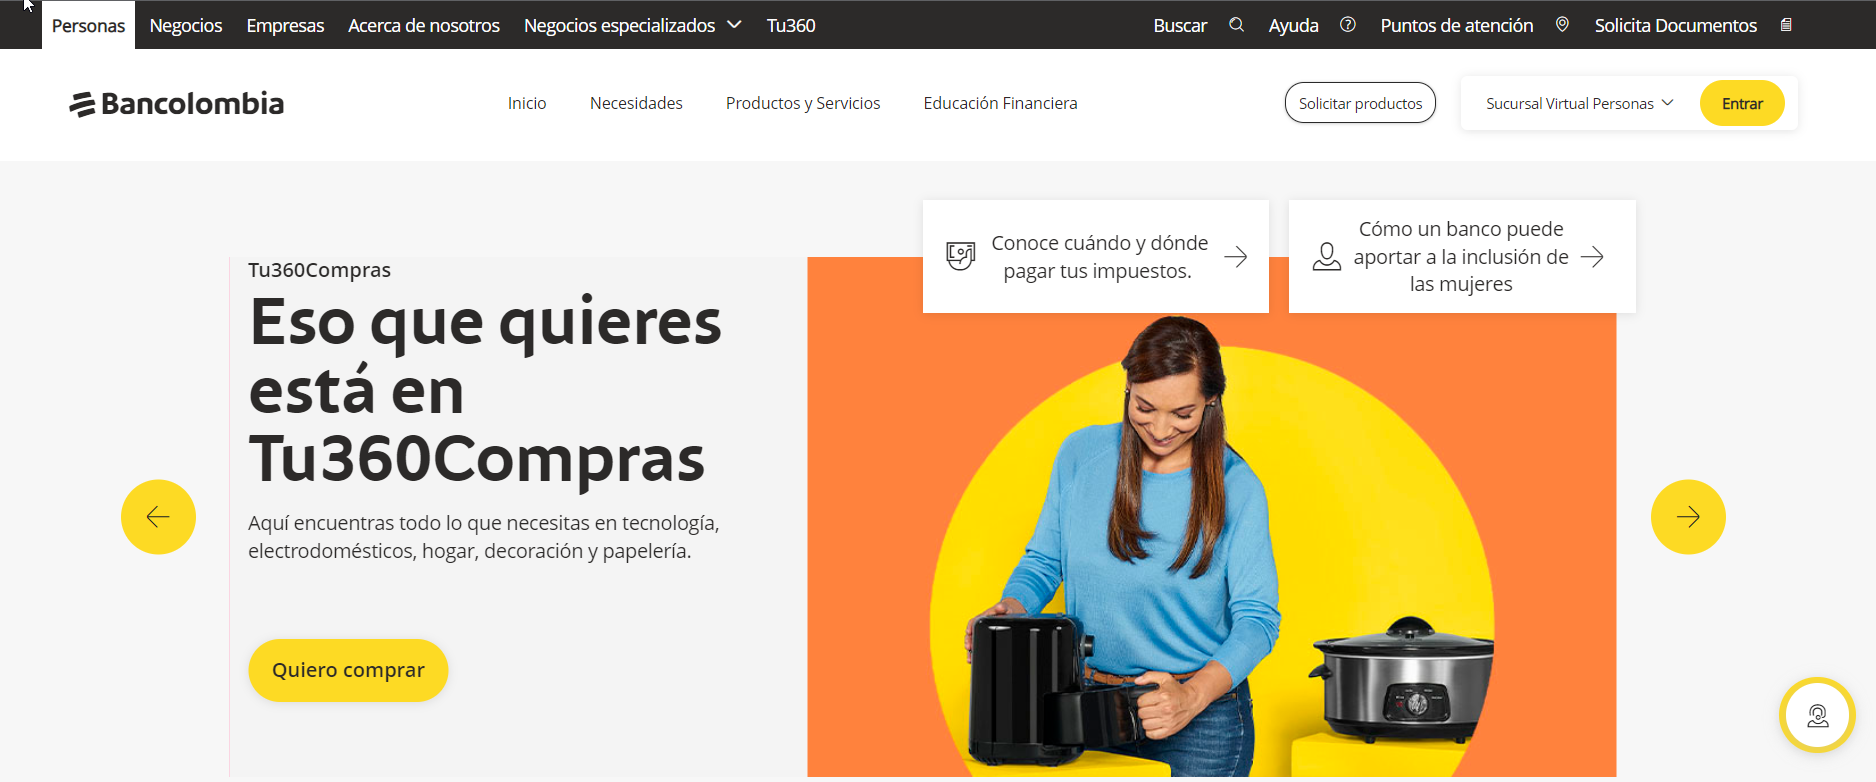 Personas Negocios Empresas Acerca de nosotros Negocios especializados Tu360 Buscar Ayuda Puntos de atención Solicita Documentos
Bancolombia Inicio Necesidades Productos y Servicios Educación Financiera Solicitar productos Sucursal Virtual Personas Entrar
Conoce cuándo y dónde
pagar tus impuestos.
Cómo un banco puede
aportar a la inclusión de
las mujeres
Tu360Compras
Eso que quieres
está en
Tu360Compras
Aquí encuentras todo lo que necesitas en tecnología,
electrodomésticos, hogar, decoración y papelería.
Quiero comprar